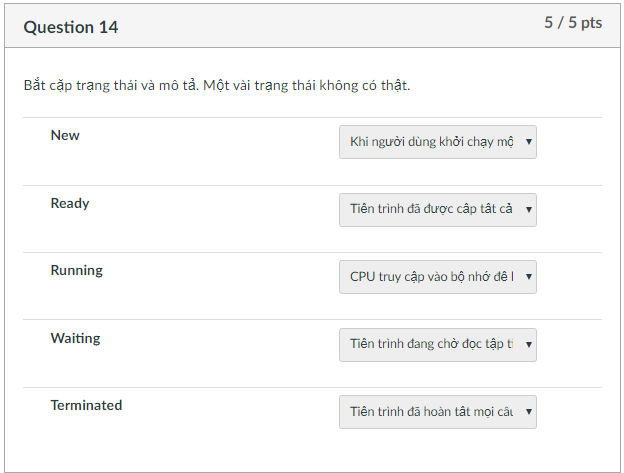 Question 14
5 / 5 pts
Bắt cặp trạng thái và mô tả. Một vài trạng thái không có thật.
New
Khi người dùng khởi chạy mộ
Ready
Tiến trình đã được cấp tất cả
Running
CPU truy cập vào bộ nhớ để l
Waiting
Tiến trình đang chờ đọc tập ti
Terminated
Tiến trình đã hoàn tất mọi câu